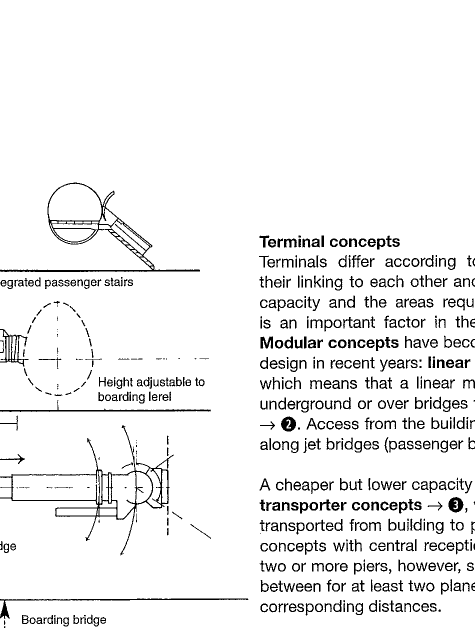 egrated passenger stairs
Height adjustable to
boarding lerel
dge
Boarding bridge
Terminal concepts
Terminals differ according to
their linking to each other and
capacity and the areas requ
is an important factor in the
Modular concepts have beco
design in recent years: linear
which means that a linear m
underground or over bridges
→ 2. Access from the buildin
along jet bridges (passenger b
A cheaper but lower capacity
transporter concepts → 3,
transported from building to p
concepts with central receptio
two or more piers, however, s
between for at least two plane
corresponding distances.